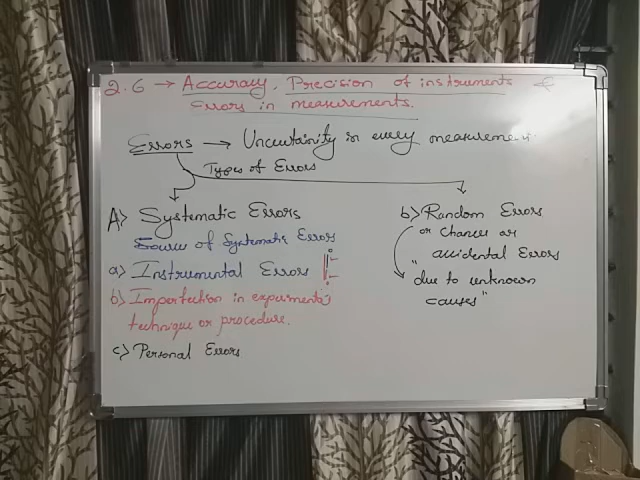 2.6 → Accuracy, Precision of instruments &
Errors in measurements.
Errors → Uncertainity in every measurement.
Types of Errors
A) Systematic Errors
Source of Systematic Errors
a) Instrumental Errors
b) Imperfection in experimental
technique or procedure.
c) Personal Errors
b) Random Errors
or Chances or
" accidental Errors
due to unknown
causes"